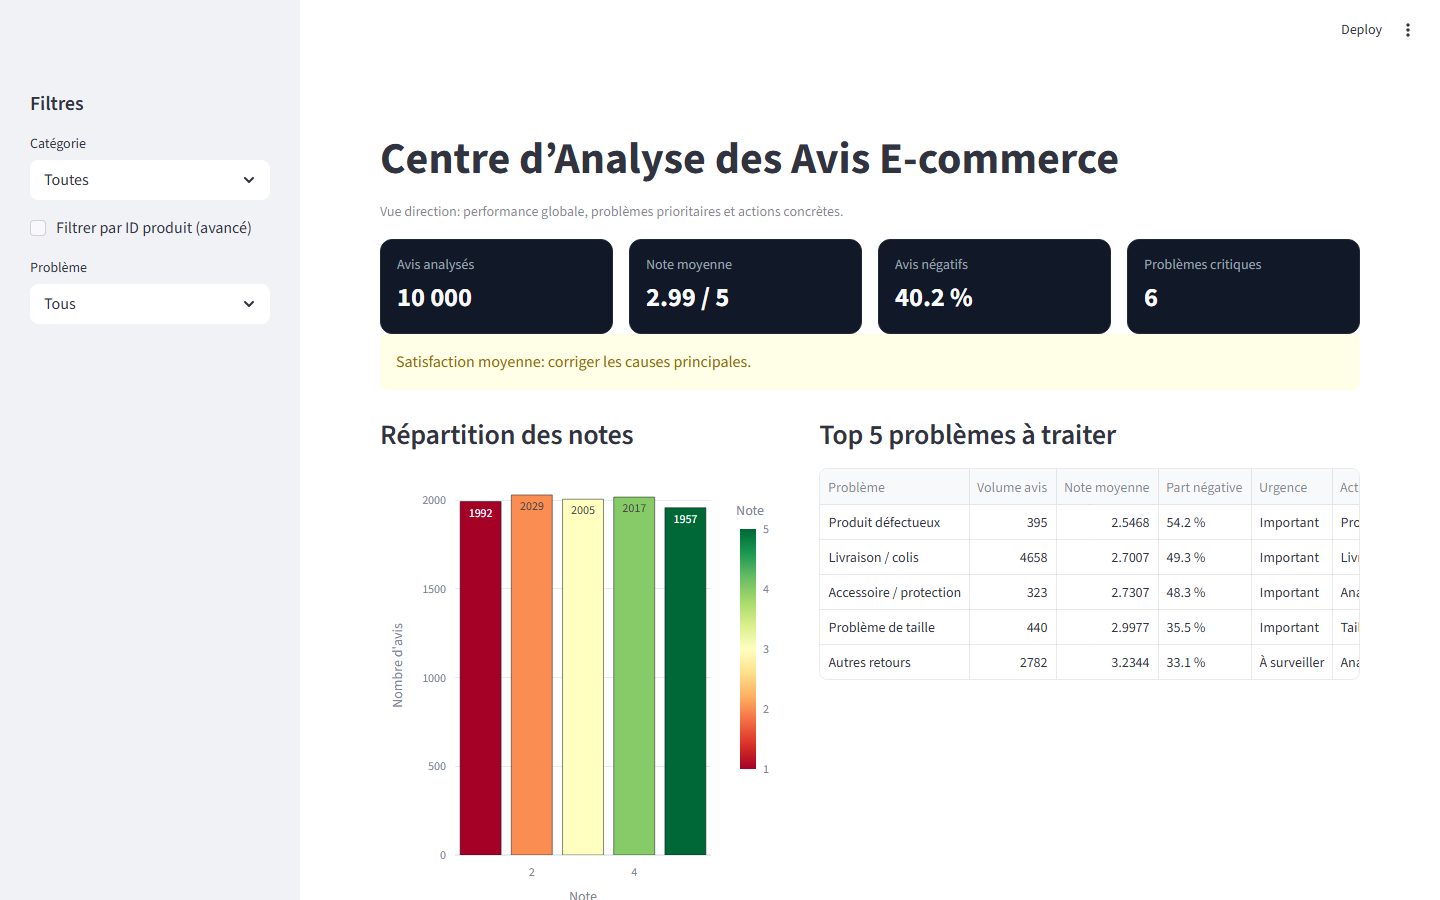 Deploy
Filtres
Catégorie
Toutes
Filtrer par ID produit (avancé)
Problème
Tous
Centre d’Analyse des Avis E-commerce
Vue direction: performance globale, problèmes prioritaires et actions concrètes.
Avis analysés
10 000
Note moyenne
2.99 / 5
Avis négatifs
40.2 %
Problèmes critiques
6
Satisfaction moyenne: corriger les causes principales.
Répartition des notes
2000
1500
1000
500
0
Nombre d'avis
1992
2029
2005
2017
1957
2
4
Note
Note
5
4
3
2
1
Top 5 problèmes à traiter
Problème Volume avis Note moyenne Part négative Urgence Act
Produit défectueux 395 2.5468 54.2 % Important Pro
Livraison / colis 4658 2.7007 49.3 % Important Livr
Accessoire / protection 323 2.7307 48.3 % Important Ana
Problème de taille 440 2.9977 35.5 % Important Tail
Autres retours 2782 3.2344 33.1 % À surveiller Ana